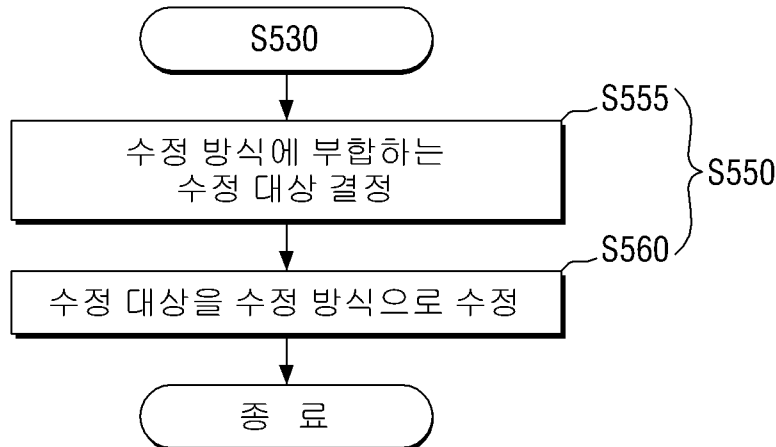 S530
S555
수정 방식에 부합하는
수정 대상 결정
S550
S560
수정 대상을 수정 방식으로 수정
종 료